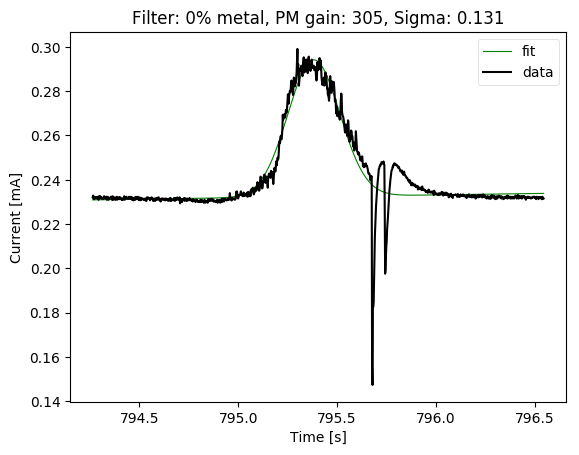 Filter: 0% metal, PM gain: 305, Sigma: 0.131
fit
data
0.30
0.28
0.26
0.24
0.22
0.20
0.18
0.16
0.14
Current [mA]
794.5 795.0 795.5 796.0 796.5
Time [s]